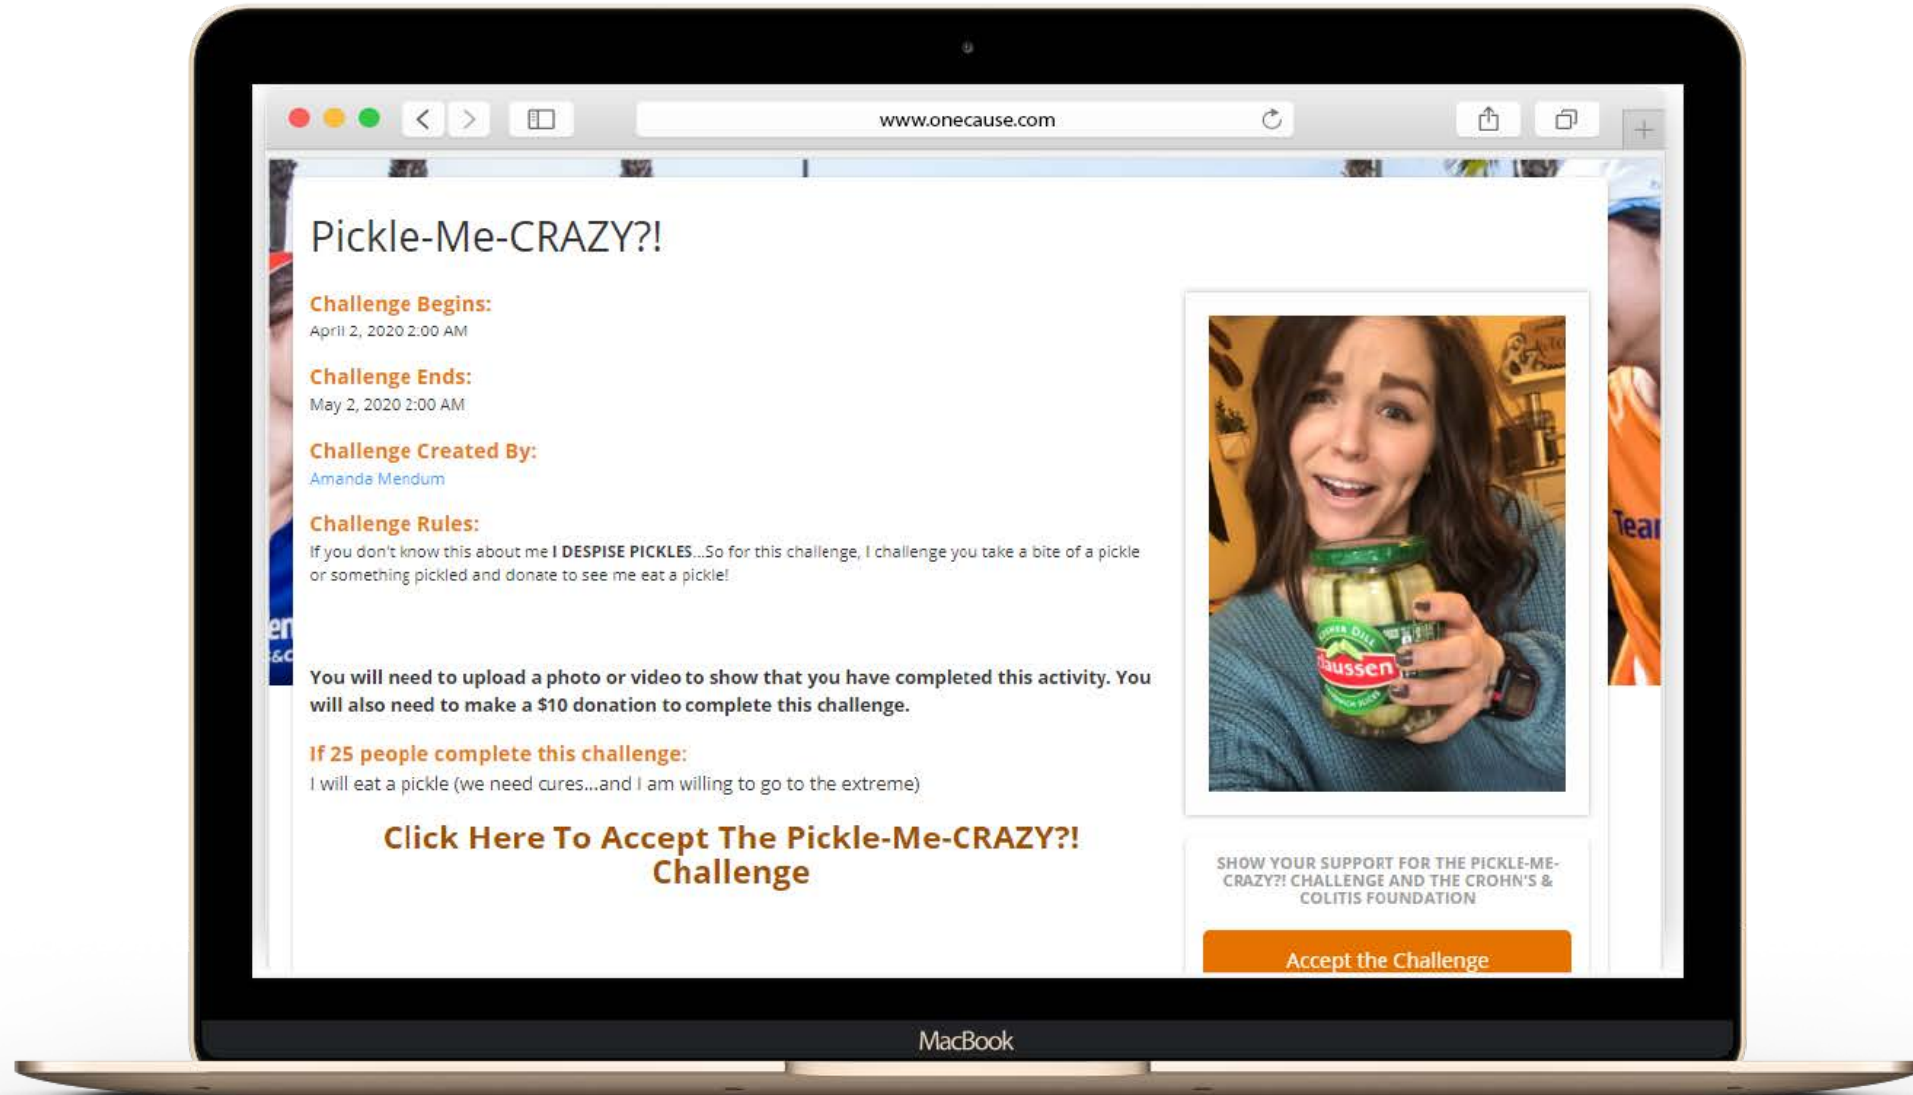 www.onecause.com
Pickle-Me-CRAZY?!
Challenge Begins:
April 2, 2020 2:00 AM
Challenge Ends:
May 2, 2020 2:00 AM
Challenge Created By:
Amanda Mendum
Challenge Rules:
If you don't know this about me I DESPISE PICKLES...So for this challenge, I challenge you take a bite of a pickle
or something pickled and donate to see me eat a pickle!
You will need to upload a photo or video to show that you have completed this activity. You
will also need to make a $10 donation to complete this challenge.
If 25 people complete this challenge:
I will eat a pickle (we need cures...and I am willing to go to the extreme)
Click Here To Accept The Pickle-Me-CRAZY?!
Challenge
KOSHER DILL
laussen
SHOW YOUR SUPPORT FOR THE PICKLE-ME-
CRAZY?! CHALLENGE AND THE CROHN'S &
COLITIS FOUNDATION
Accept the Challenge
en
&C
Tea
MacBook